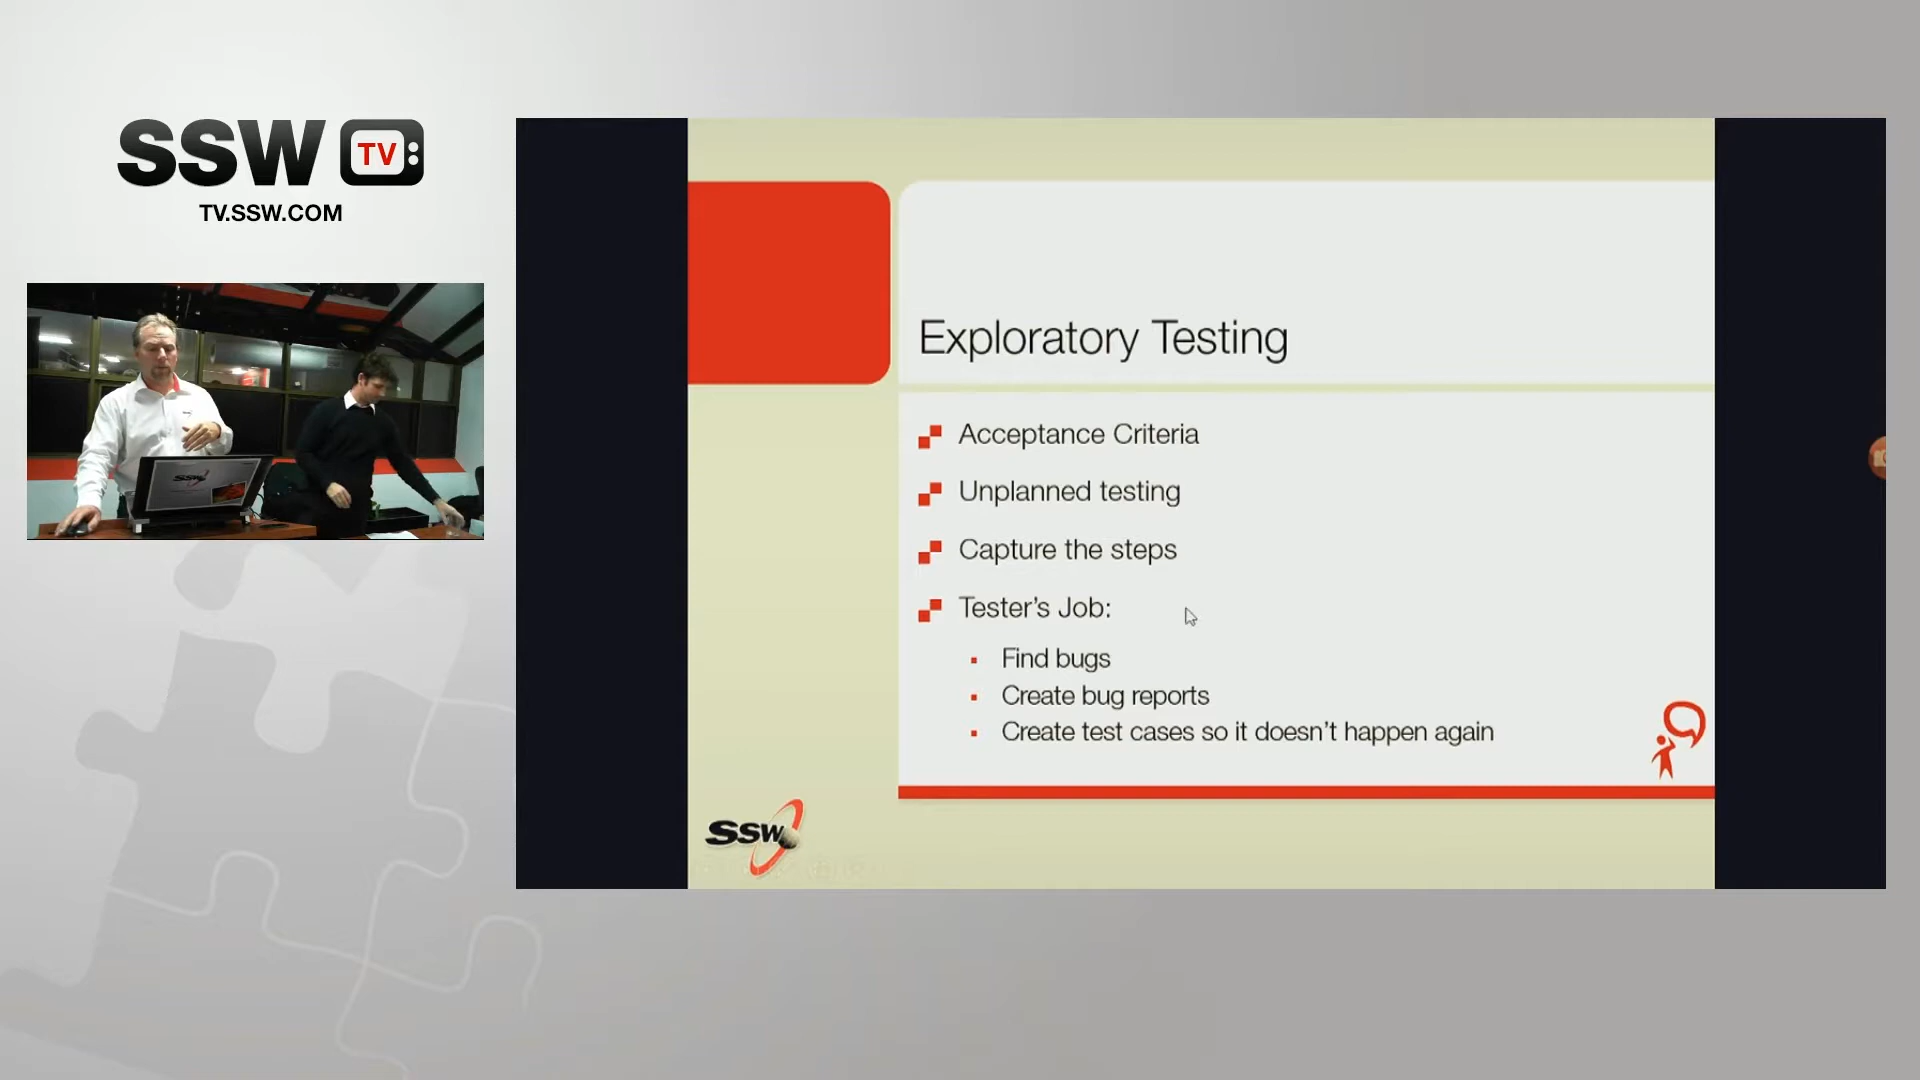 SSW TV
TV.SSW.COM
SSW
Exploratory Testing
Acceptance Criteria
Unplanned testing
Capture the steps
Tester's Job:
Find bugs
Create bug reports
Create test cases so it doesn't happen again
SSW